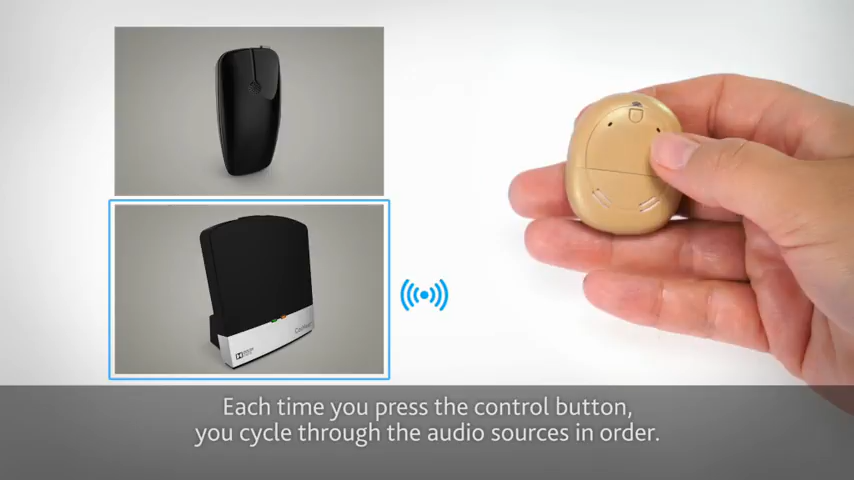 Each time you press the control button,
you cycle through the audio sources in order.